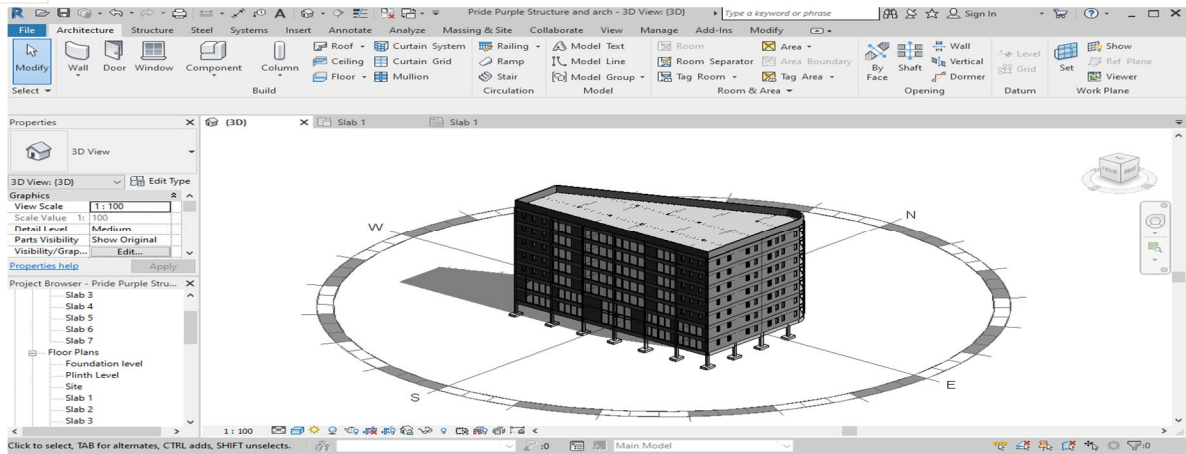 R A Pride Purple Structure and arch - 3D View: {3D} Type a keyword or phrase Sign In
File Architecture Structure Steel Systems Insert Annotate Analyze Massing & Site Collaborate View Manage Add-Ins Modify
Modify Wall Door Window Component Column
Roof Curtain System
Ceiling Curtain Grid
Floor Mullion
Railing
Ramp
Stair
Model Text
Model Line
Model Group
Room Area
Room Separator Area Boundary
Tag Room Tag Area
By Face Shaft
Wall
Vertical
Dormer
Level
Grid
Set
Show
Ref Plane
Viewer
Select Build Circulation Model Room & Area Opening Datum Work Plane
Properties
3D View
3D View: {3D} Edit Type
Graphics
View Scale 1 : 100
Scale Value 1: 100
Detail Level Medium
Parts Visibility Show Original
Visibility/Grap... Edit...
Properties help Apply
Project Browser - Pride Purple Stru...
Slab 3
Slab 4
Slab 5
Slab 6
Slab 7
Floor Plans
Foundation level
Plinth Level
Site
Slab 1
Slab 2
Slab 3
{3D} Slab 1 Slab 1
N
W
E
S
1 : 100
Click to select, TAB for alternates, CTRL adds, SHIFT unselects. :0 Main Model :0